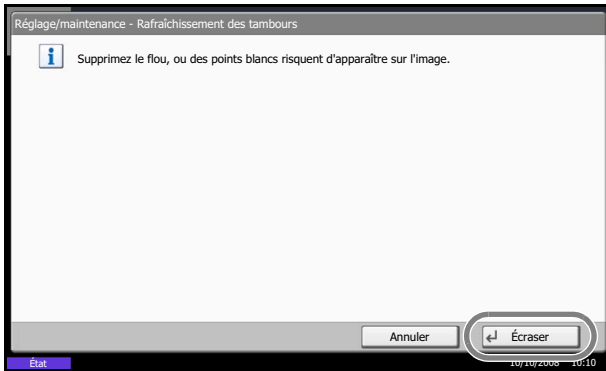 Réglage/maintenance - Rafraîchissement des tambours
Supprimez le flou, ou des points blancs risquent d'apparaître sur l'image.
Annuler
Écraser
État
10/10/2008 10:10